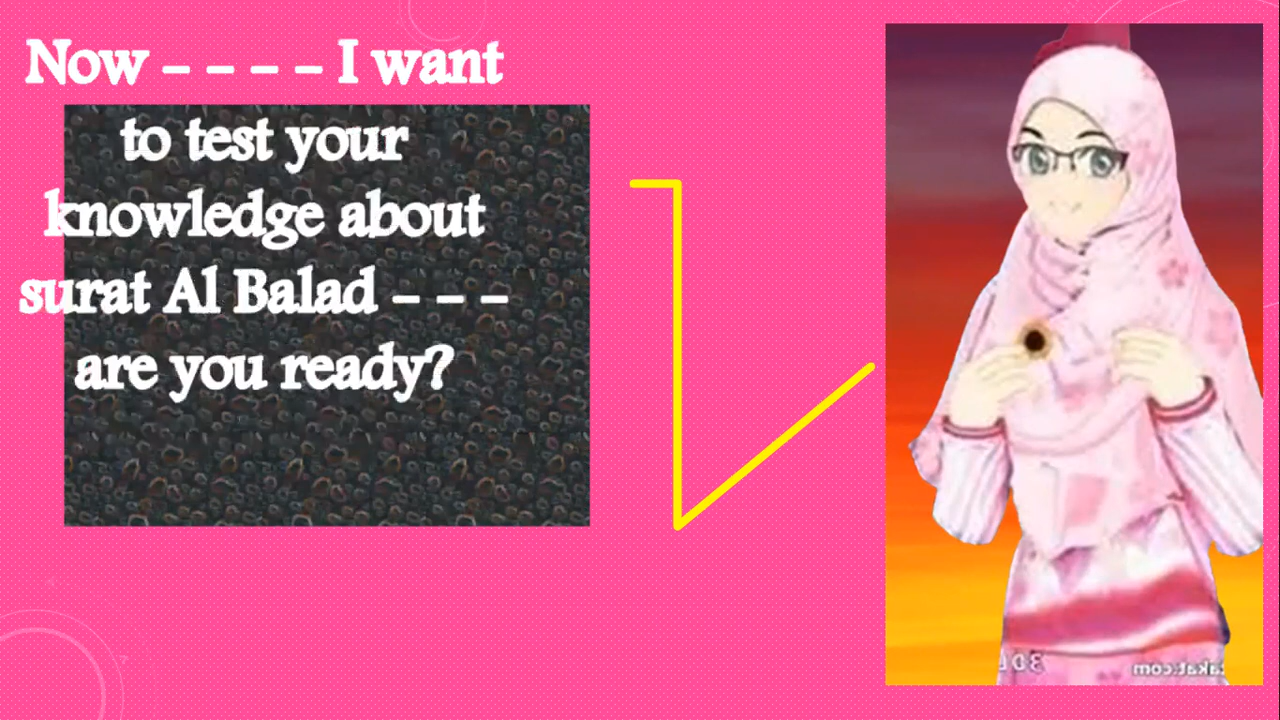 Now - - - - I want
to test your
knowledge about
surat Al Balad - - -
are you ready?